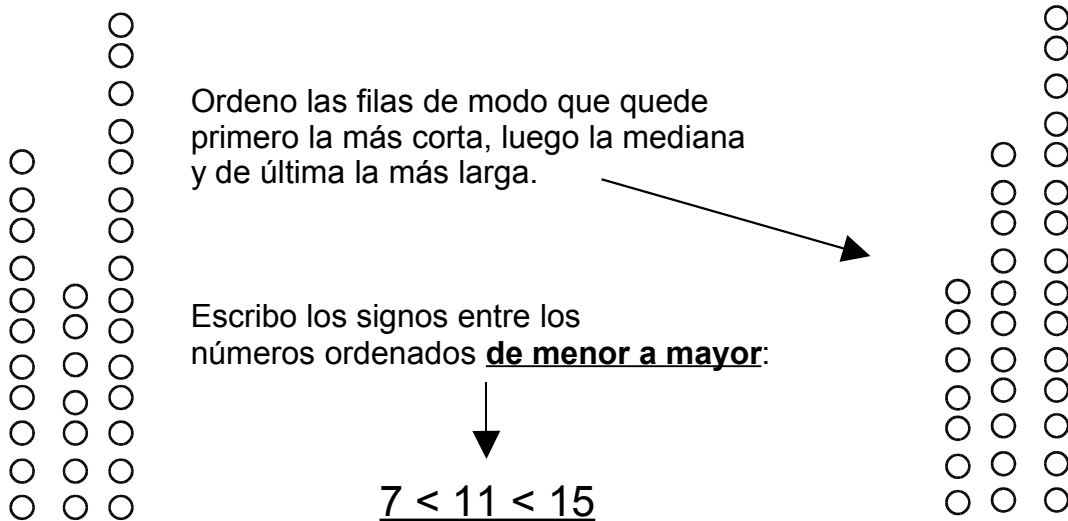 Ordeno las filas de modo que quede
primero la más corta, luego la mediana
y de última la más larga.
Escribo los signos entre los
números ordenados de menor a mayor:
7 < 11 < 15